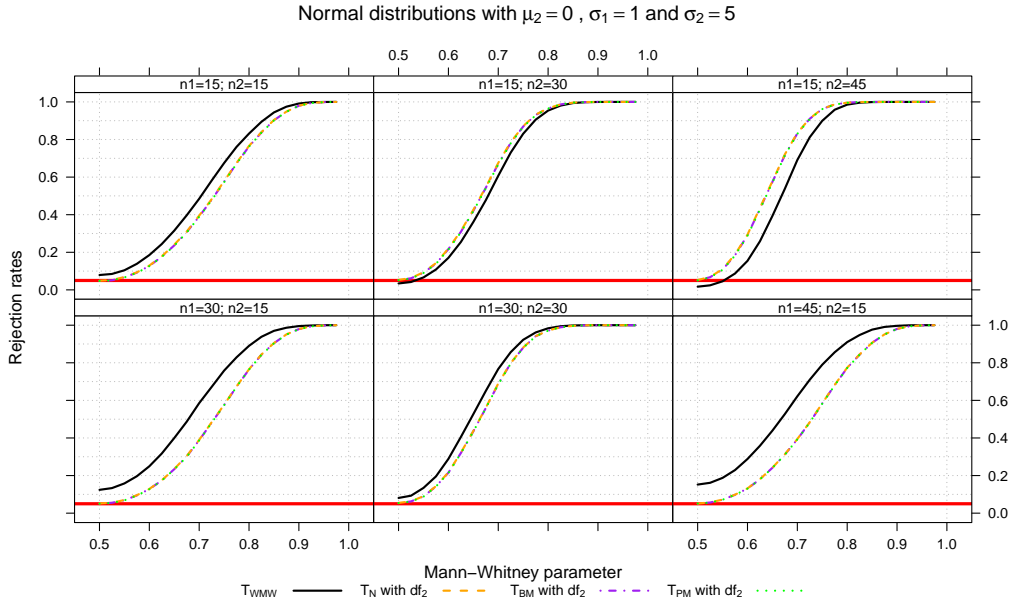 Normal distributions with μ₂ = 0 , σ₁ = 1 and σ₂ = 5
0.5 0.6 0.7 0.8 0.9 1.0
n1=15; n2=15 n1=15; n2=30 n1=15; n2=45
1.0
0.8
0.6
0.4
0.2
0.0
Rejection rates
n1=30; n2=15 n1=30; n2=30 n1=45; n2=15
1.0
0.8
0.6
0.4
0.2
0.0
0.5 0.6 0.7 0.8 0.9 1.0 0.5 0.6 0.7 0.8 0.9 1.0
Mann−Whitney parameter
T_WMW T_N with df₂ T_BM with df₂ T_PM with df₂